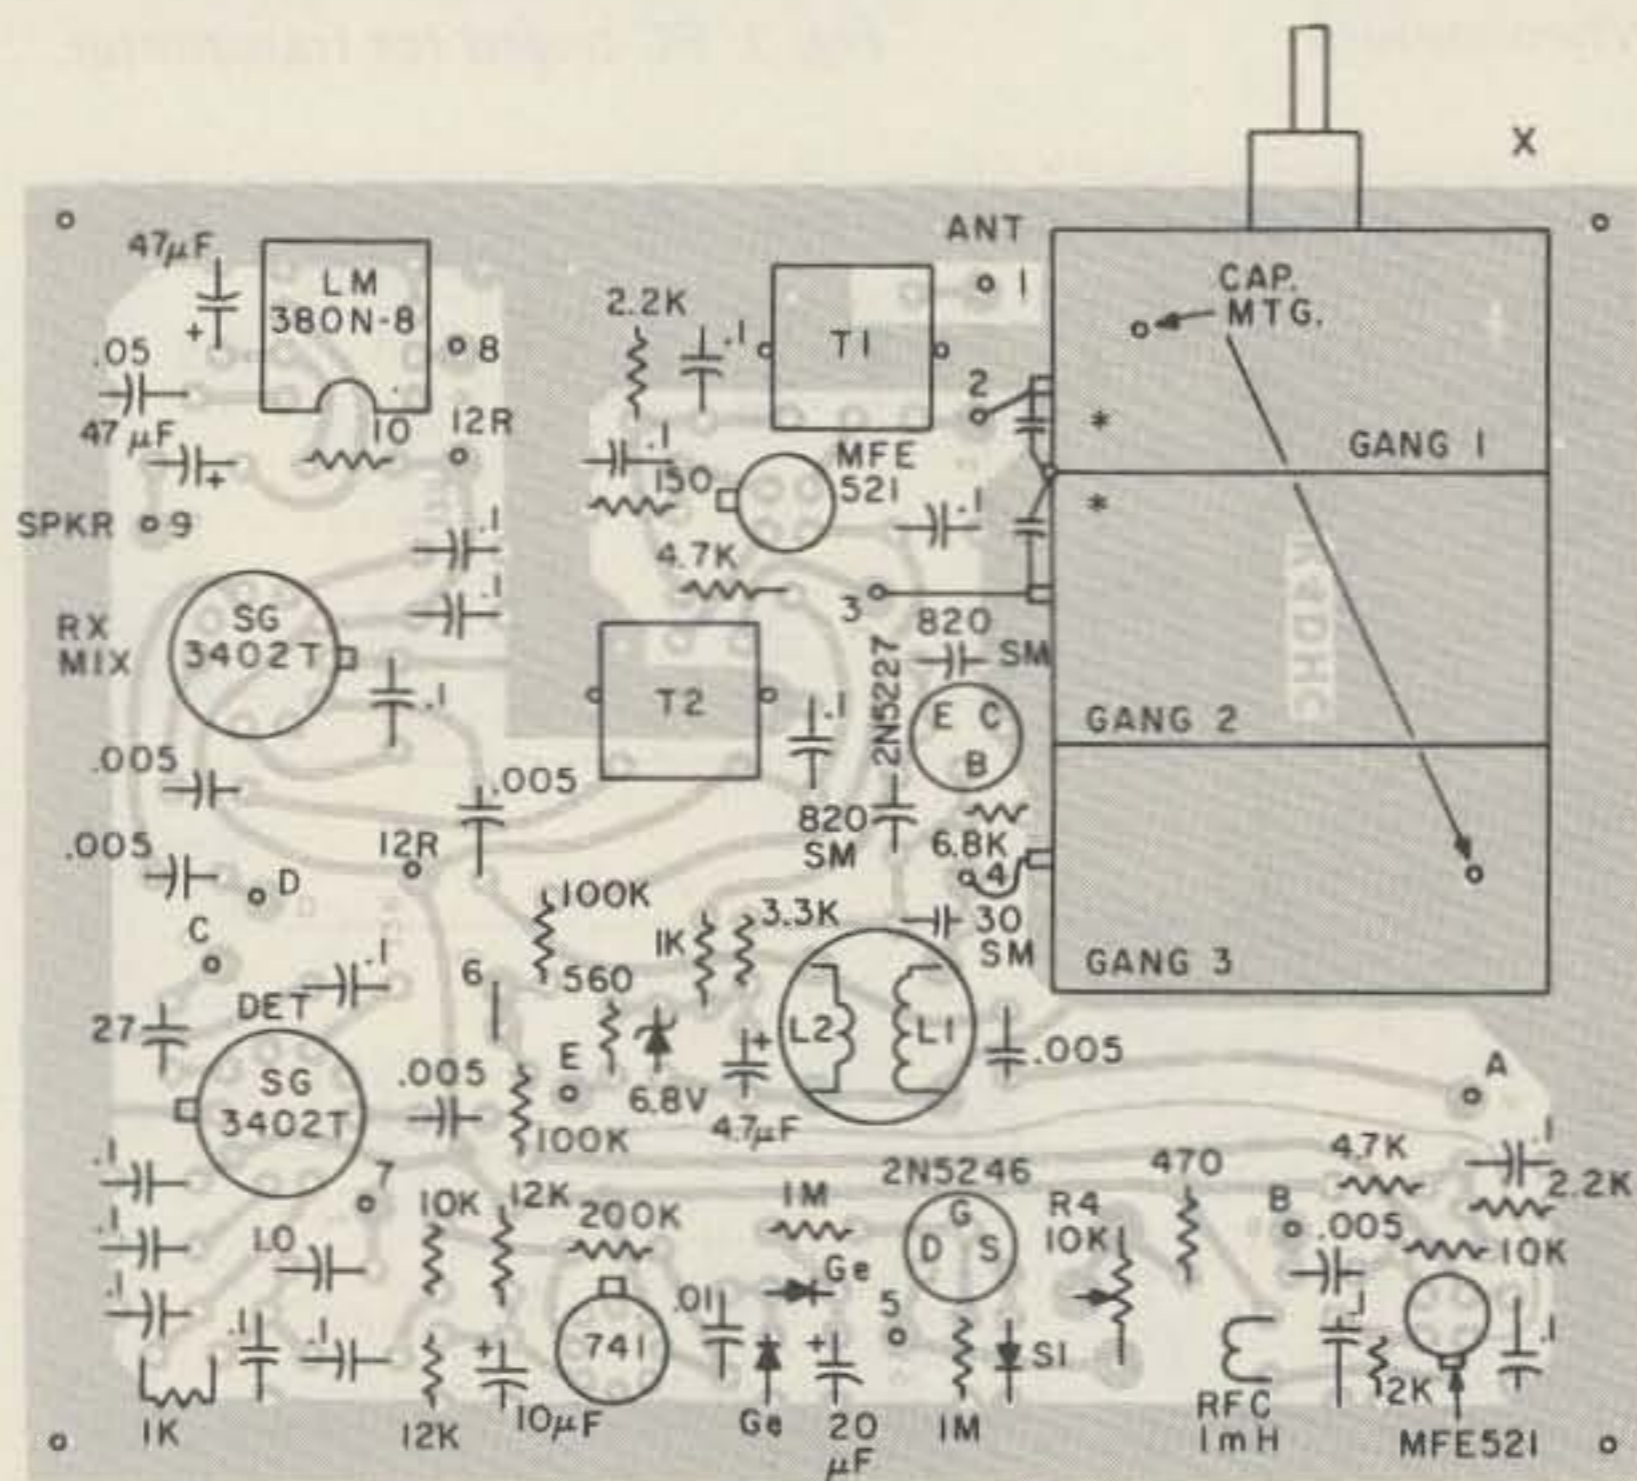 X
47µF
LM
380N-8
8
.05
47µF
10
12R
SPKR 9
.1
.1
RX
MIX
SG
3402T
.1
.005
.005
.005
12R
D
C
2.2K
.1
T1
ANT
1
2
.1
150
MFE
521
.1
4.7K
3
T2
.1
2N5227
820
SM
E C
B
820
SM
6.8K
4
30
SM
CAP.
MTG.
*
GANG 1
*
GANG 2
GANG 3
100K
1K
3.3K
6
560
.1
DET
27
SG
3402T
.005
E
6.8V
+
4.7µF
100K
L2
L1
.005
A
.1
.1
.1
7
10K
12K
200K
1.0
.1
.1
1K
12K
+
10µF
741
.01
1M
Ge
Ge
+
20
µF
5
2N5246
G
D S
1M
S1
R4
10K
470
B
4.7K
.1
2.2K
.005
10K
.1
12K
.1
RFC
1mH
MFE521